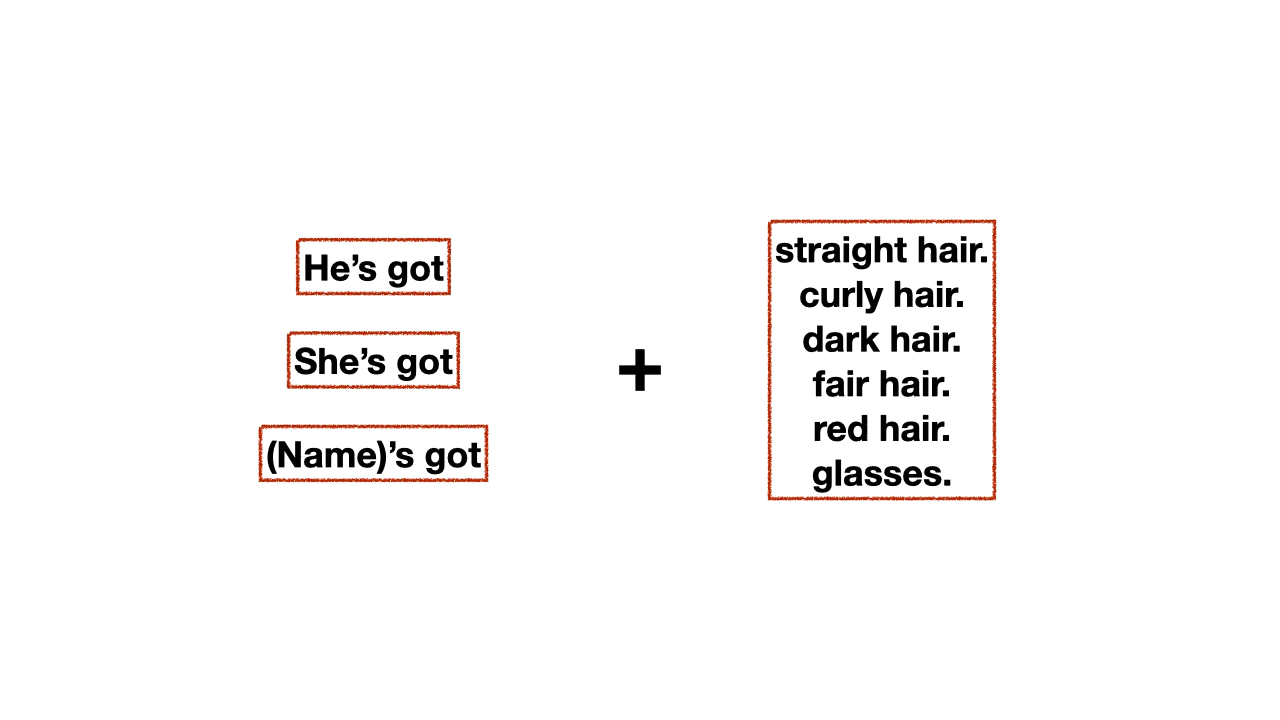 He’s got
She’s got
(Name)’s got
+
straight hair.
curly hair.
dark hair.
fair hair.
red hair.
glasses.